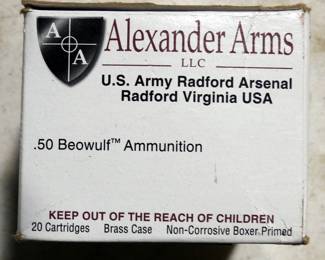 A A
Alexander Arms
LLC
U.S. Army Radford Arsenal
Radford Virginia USA
.50 Beowulf™ Ammunition
KEEP OUT OF THE REACH OF CHILDREN
20 Cartridges Brass Case Non-Corrosive Boxer Primed